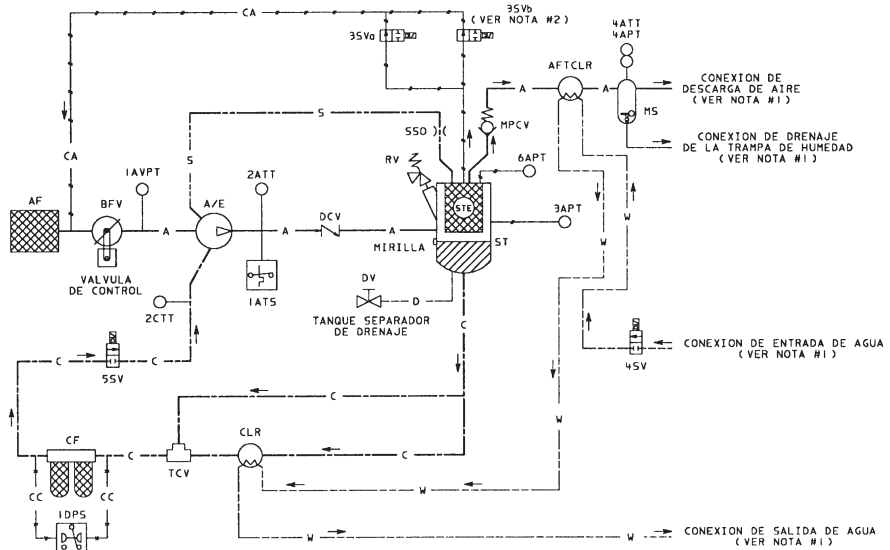 CA
3SVb
(VER NOTA #2)
3SVa
4ATT
4APT
AFTCLR
A
A
CONEXION DE
DESCARGA DE AIRE
(VER NOTA #1)
MS
S
SSO
MPCV
CONEXION DE DRENAJE
DE LA TRAMPA DE HUMEDAD
(VER NOTA #1)
CA
S
RV
6APT
1AVPT
2ATT
AF
BFV
A/E
DCV
STE
3APT
W
W
A
A
A
MIRILLA
ST
VALVULA
DE CONTROL
1ATS
DV
D
2CTT
TANQUE SEPARADOR
DE DRENAJE
C
CONEXION DE ENTRADA DE AGUA
(VER NOTA #1)
4SV
C
C
5SV
C
W
CF
C
TCV
CLR
C
CC
CC
W
1DPS
W
W
CONEXION DE SALIDA DE AGUA
(VER NOTA #1)